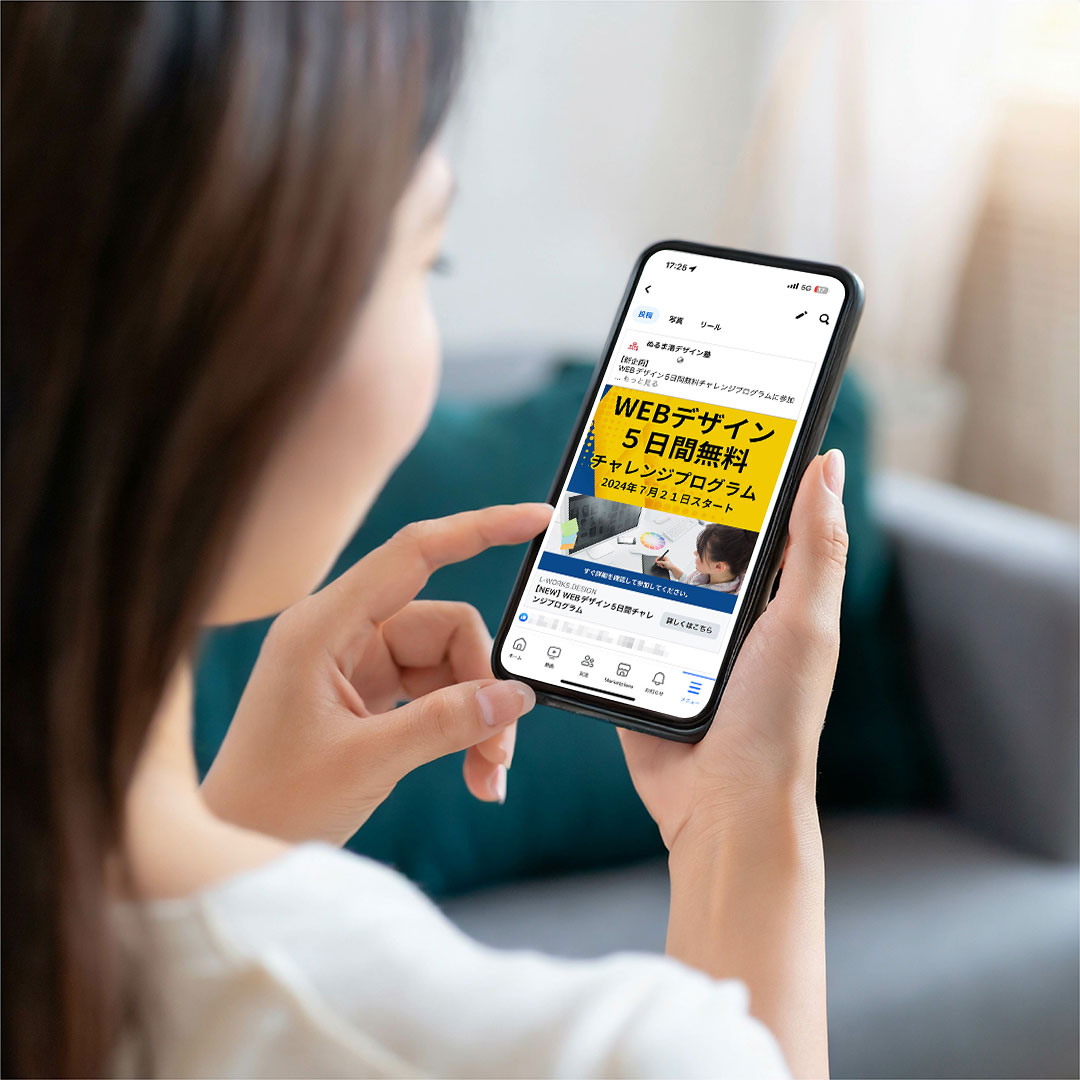 17:25
5G 17
投稿 写真 リール
ぬるま湯デザイン塾
【新企画】
WEBデザイン5日間無料チャレンジプログラムに参加
... もっと見る
WEBデザイン
5日間無料
チャレンジプログラム
2024年7月21日スタート
すぐ詳細を確認して参加してください。
L-WORKS.DESIGN
【NEW】WEBデザイン5日間チャレ
ンジプログラム
詳しくはこちら
ホーム 動画 友達 Marketplace お知らせ メニュー